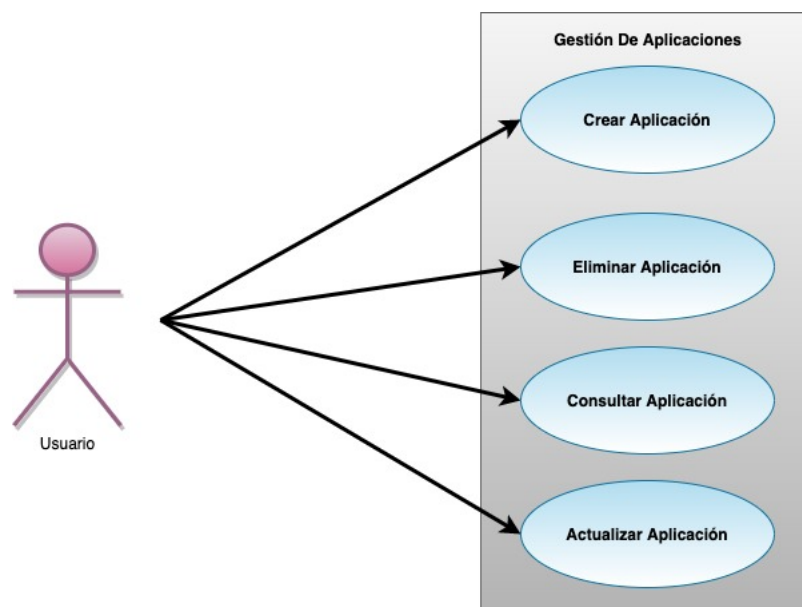 Gestión De Aplicaciones
Crear Aplicación
Eliminar Aplicación
Consultar Aplicación
Usuario
Actualizar Aplicación